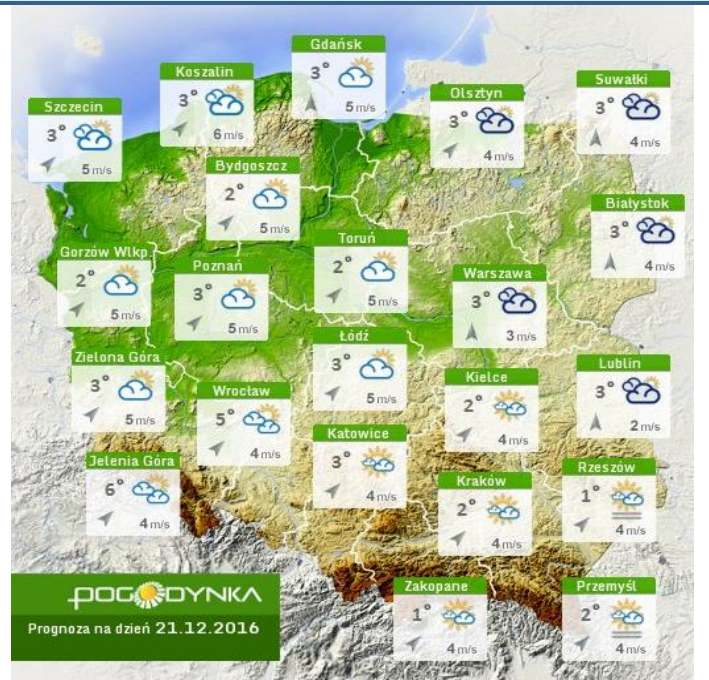 Gdańsk
3°
5 m/s
Koszalin
3°
6 m/s
Suwałki
3°
4 m/s
Olsztyn
3°
4 m/s
Szczecin
3°
5 m/s
Bydgoszcz
2°
5 m/s
Białystok
3°
4 m/s
Toruń
2°
5 m/s
Gorzów Wlkp.
2°
5 m/s
Poznań
3°
5 m/s
Warszawa
3°
3 m/s
Łódź
3°
5 m/s
Zielona Góra
3°
5 m/s
Lublin
3°
2 m/s
Kielce
2°
4 m/s
Wrocław
5°
4 m/s
Katowice
3°
4 m/s
Jelenia Góra
6°
4 m/s
Rzeszów
1°
4 m/s
Kraków
2°
4 m/s
Zakopane
1°
4 m/s
Przemyśl
2°
4 m/s
POGODYNKA
Prognoza na dzień 21.12.2016